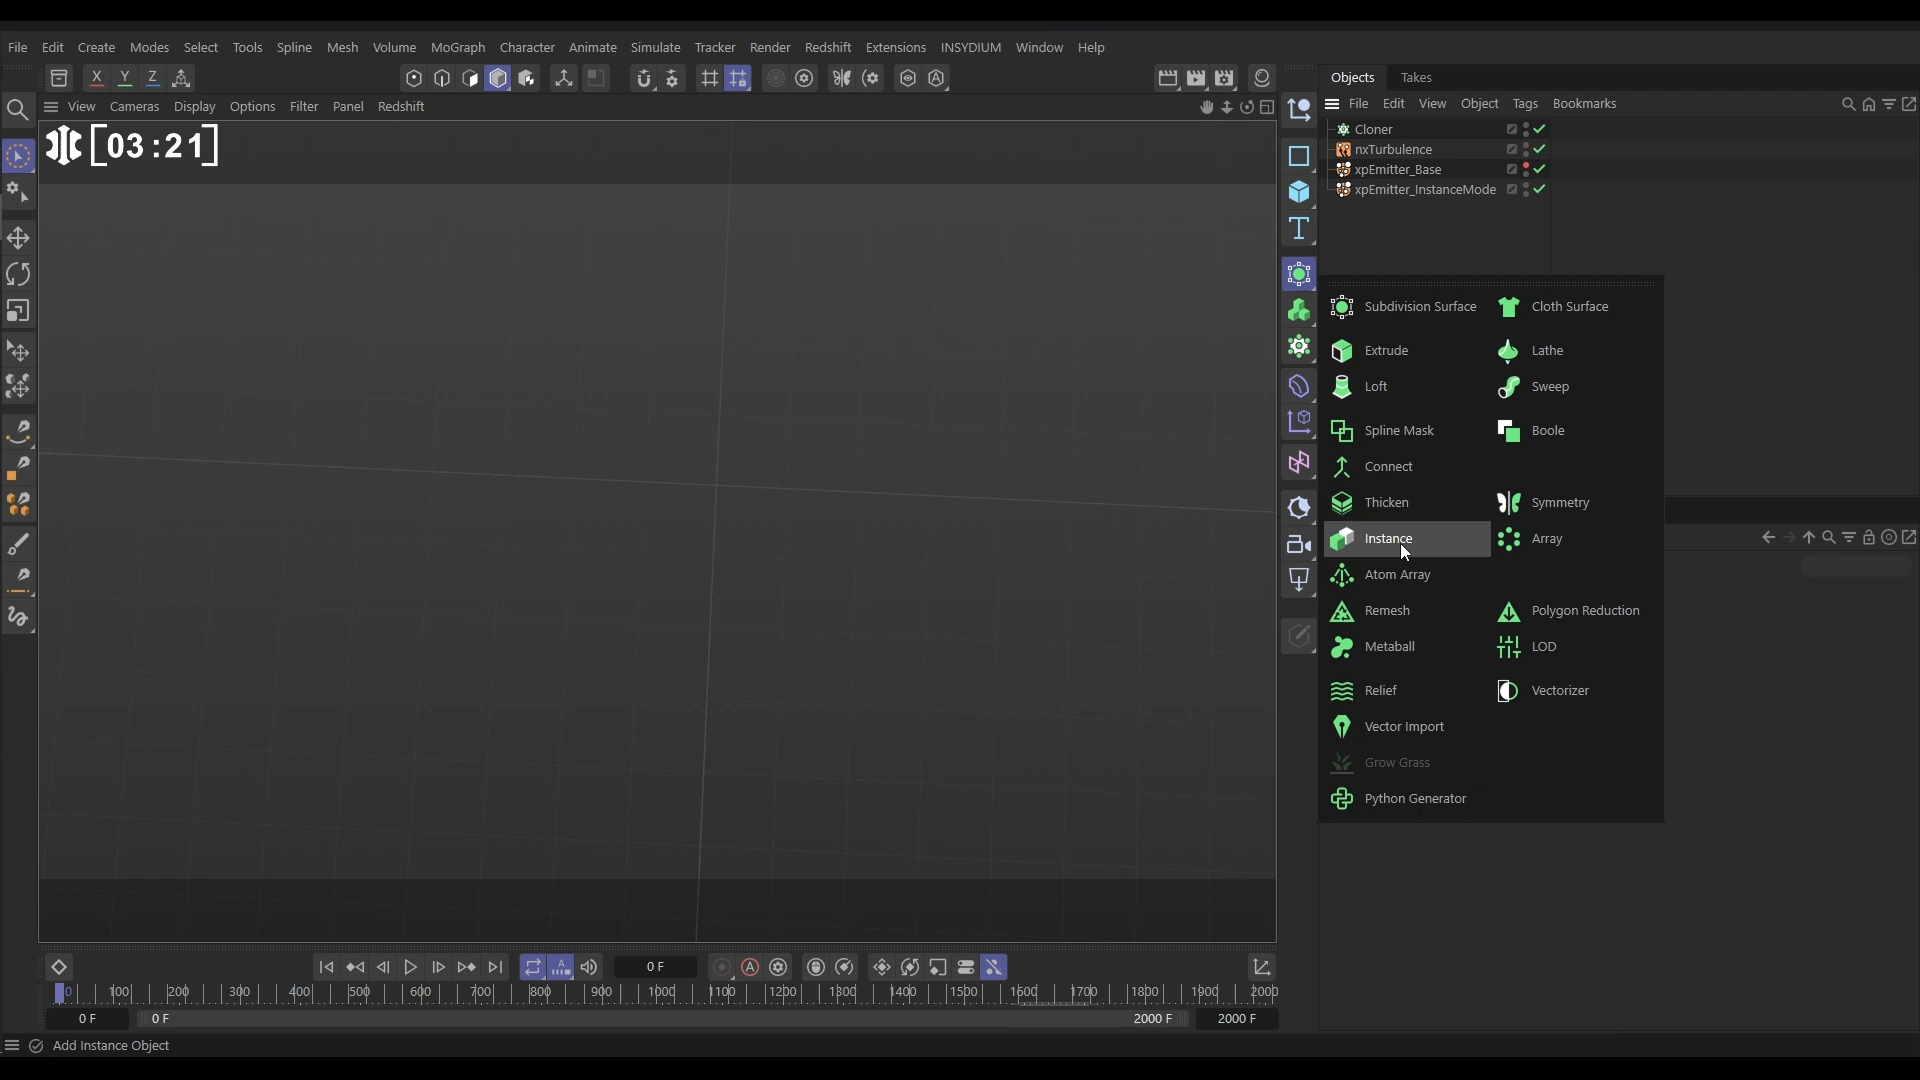 File Edit Create Modes Select Tools Spline Mesh Volume MoGraph Character Animate Simulate Tracker Render Redshift Extensions INSYDIUM Window Help
X Y Z
Objects Takes
View Cameras Display Options Filter Panel Redshift
File Edit View Object Tags Bookmarks
[03:21]
Cloner
nxTurbulence
xpEmitter_Base
xpEmitter_InstanceMode
Subdivision Surface Cloth Surface
Extrude Lathe
Loft Sweep
Spline Mask Boole
Connect
Thicken Symmetry
Instance Array
Atom Array
Remesh Polygon Reduction
Metaball LOD
Relief Vectorizer
Vector Import
Grow Grass
Python Generator
0 F
0 100 200 300 400 500 600 700 800 900 1000 1100 1200 1300 1400 1500 1600 1700 1800 1900 2000
0 F 0 F 2000 F 2000 F
Add Instance Object